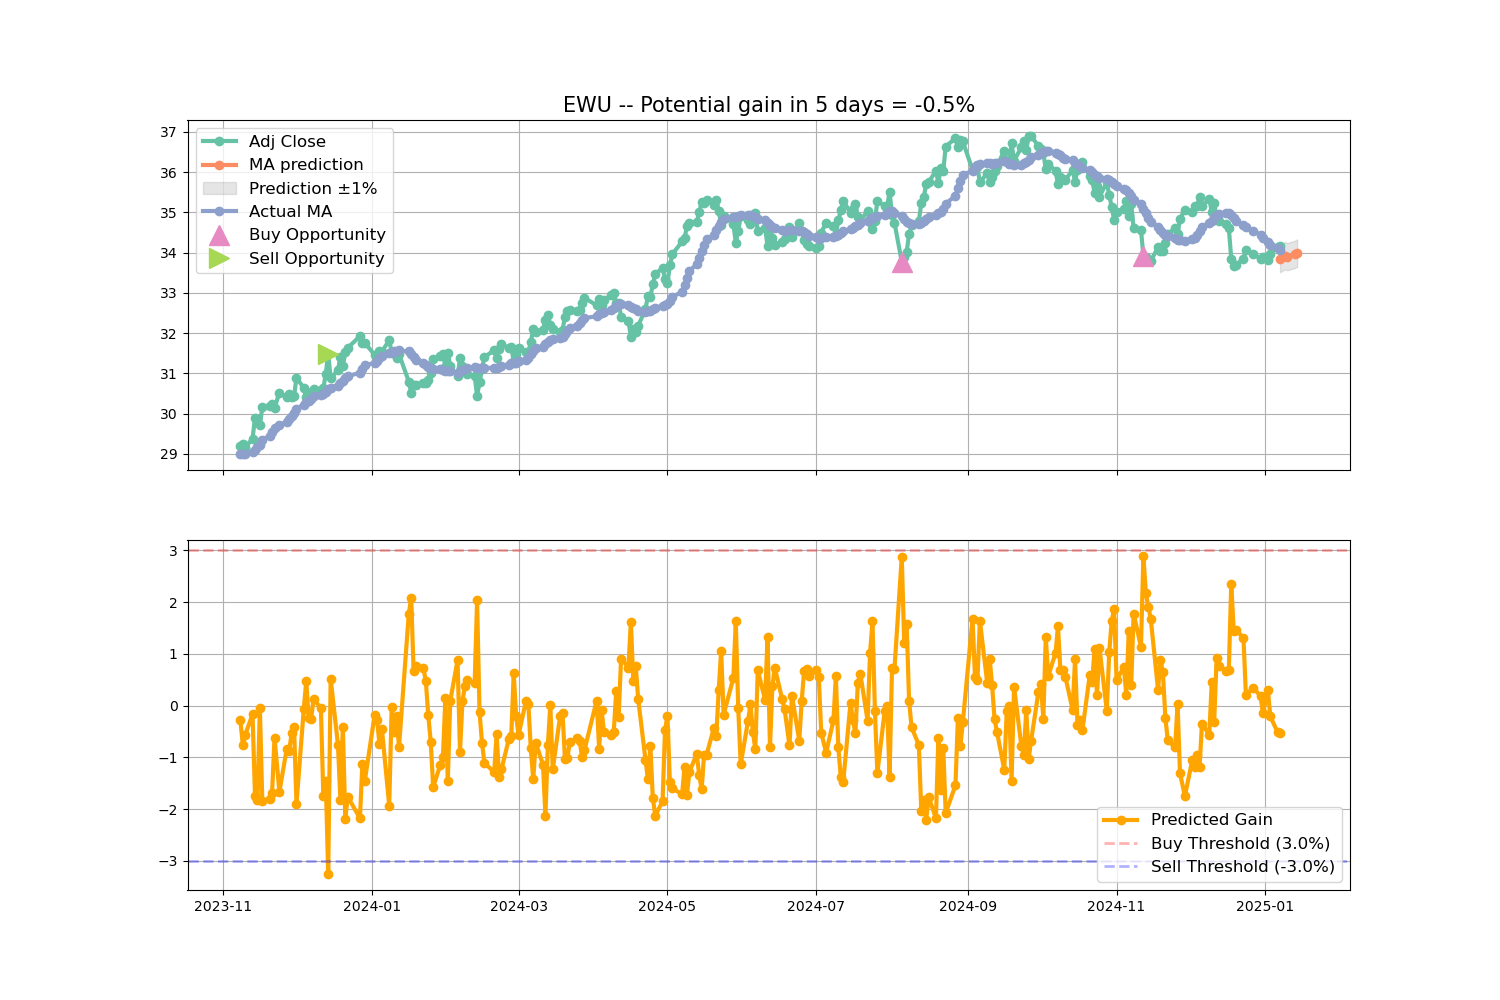 EWU -- Potential gain in 5 days = -0.5%
37
36
35
34
33
32
31
30
29
Adj Close
MA prediction
Prediction ±1%
Actual MA
Buy Opportunity
Sell Opportunity
3
2
1
0
−1
−2
−3
Predicted Gain
Buy Threshold (3.0%)
Sell Threshold (-3.0%)
2023-11
2024-01
2024-03
2024-05
2024-07
2024-09
2024-11
2025-01